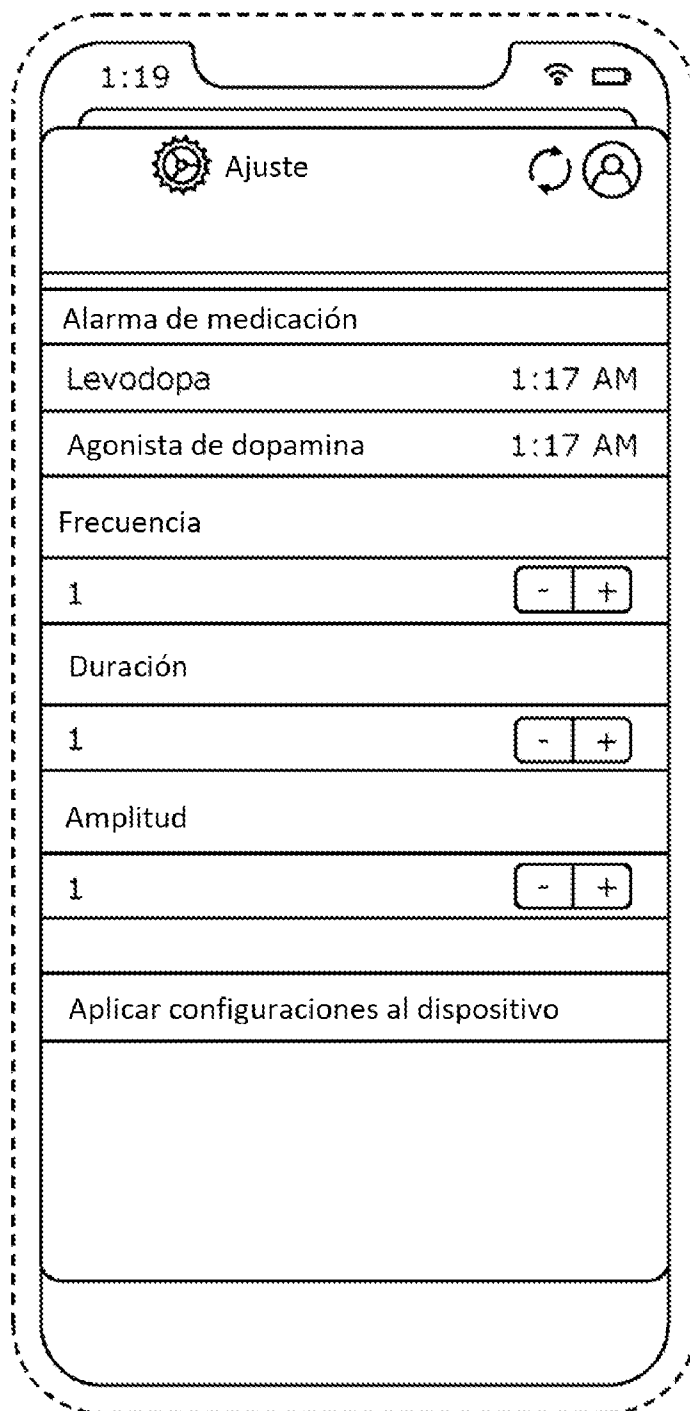 1:19
Ajuste
Alarma de medicación
Levodopa 1:17 AM
Agonista de dopamina 1:17 AM
Frecuencia
1 - +
Duración
1 - +
Amplitud
1 - +
Aplicar configuraciones al dispositivo